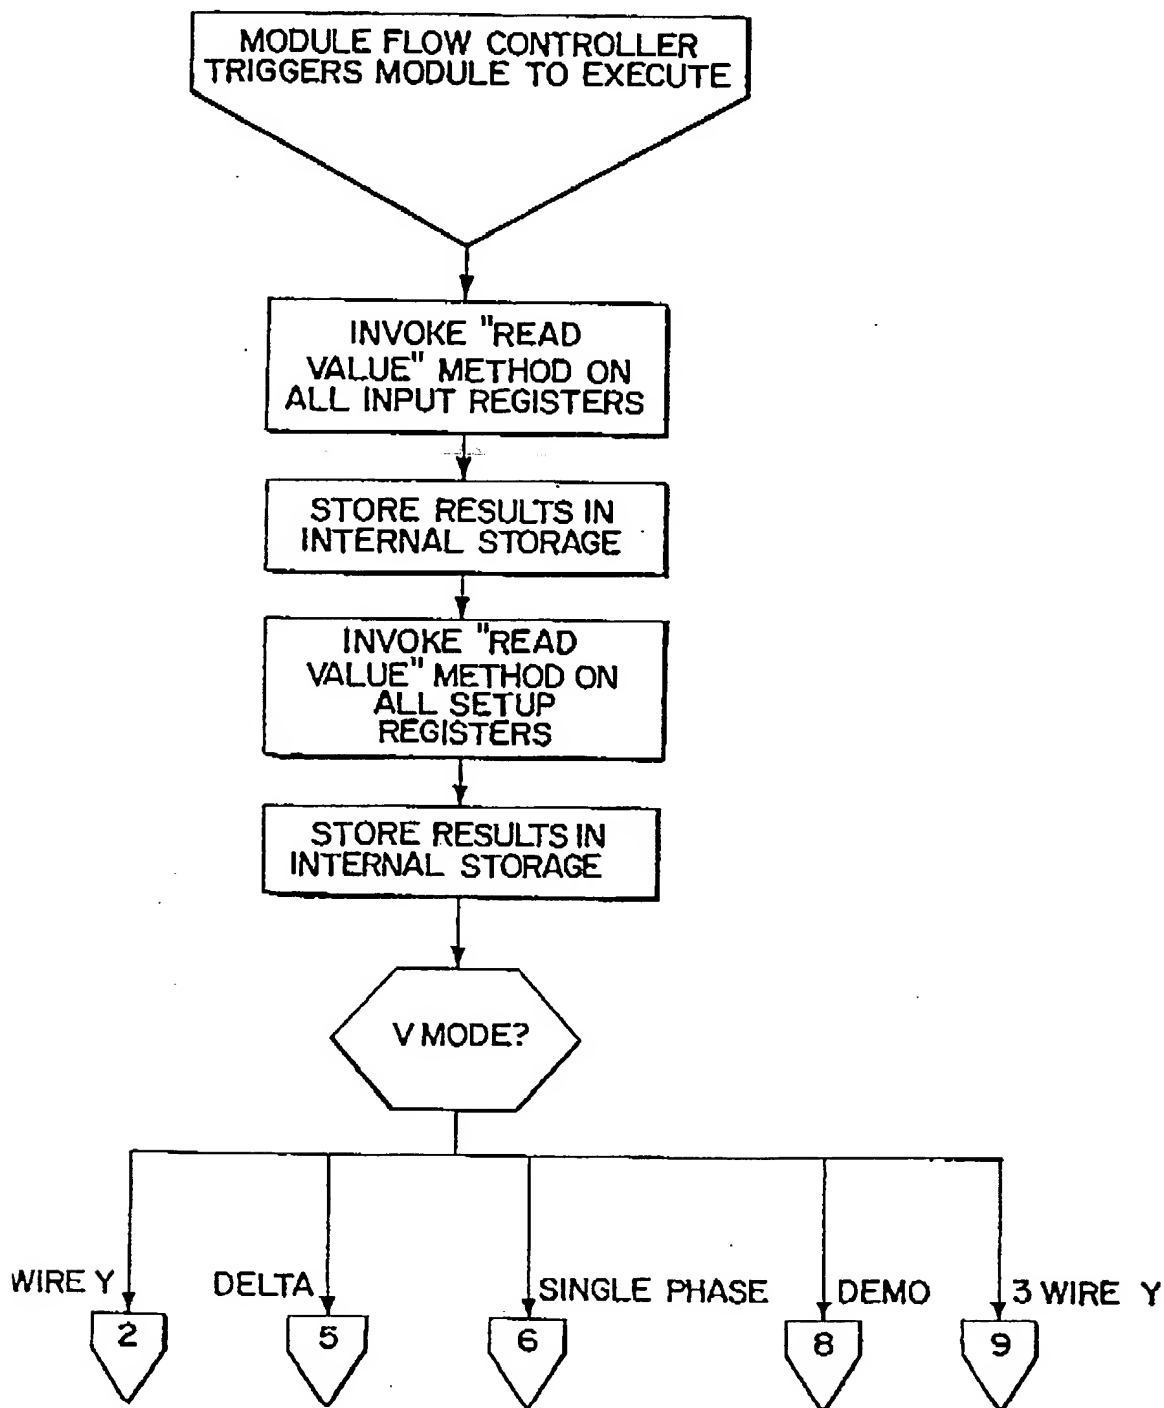 MODULE FLOW CONTROLLER
TRIGGERS MODULE TO EXECUTE
INVOKE "READ
VALUE" METHOD ON
ALL INPUT REGISTERS
STORE RESULTS IN
INTERNAL STORAGE
INVOKE "READ
VALUE" METHOD ON
ALL SETUP
REGISTERS
STORE RESULTS IN
INTERNAL STORAGE
V MODE?
WIRE Y
DELTA
SINGLE PHASE
DEMO
3 WIRE Y
2
5
6
8
9